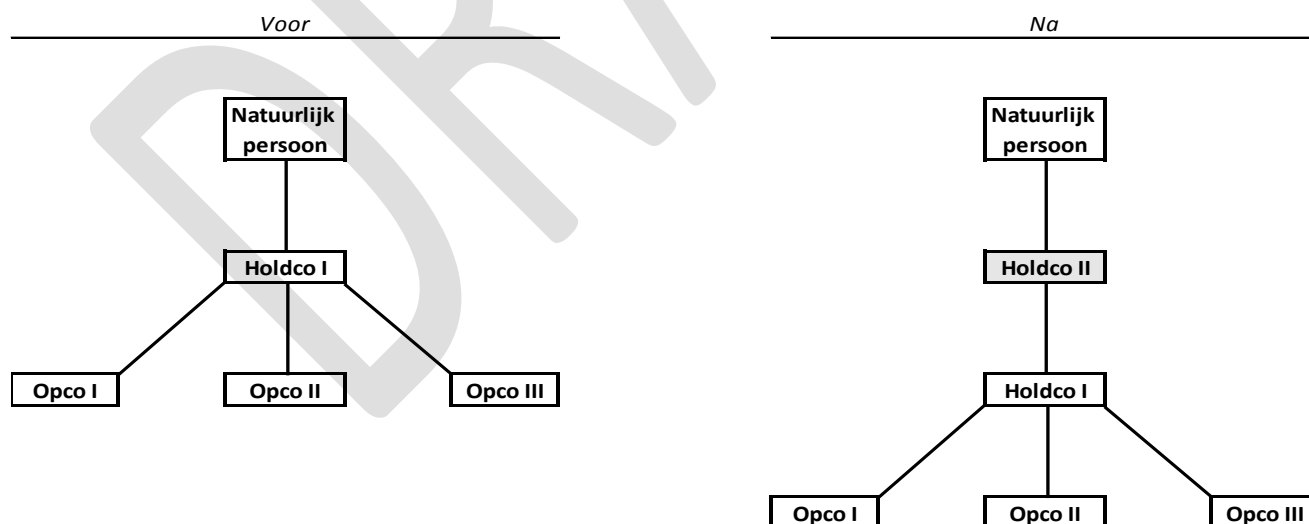 Voor
Natuurlijk
persoon
Holdco I
Opco I Opco II Opco III
Na
Natuurlijk
persoon
Holdco II
Holdco I
Opco I Opco II Opco III